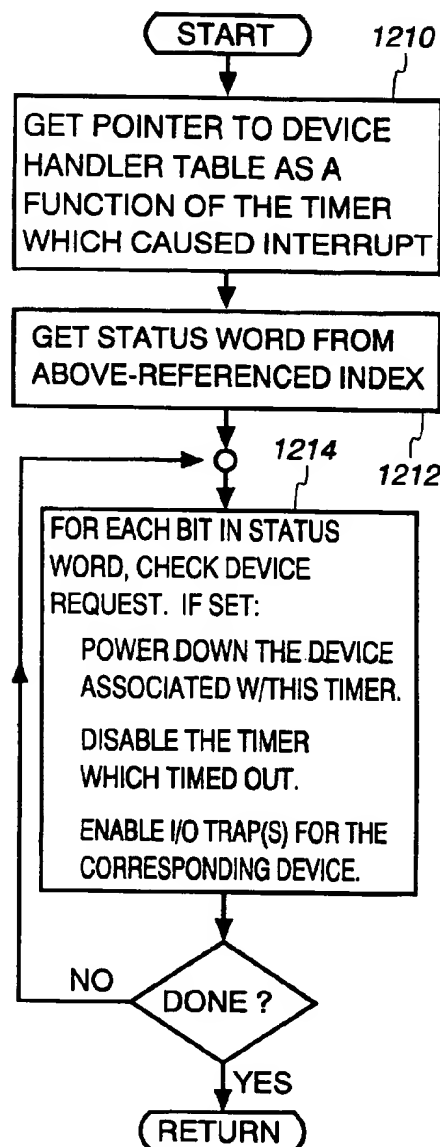 START
1210
GET POINTER TO DEVICE
HANDLER TABLE AS A
FUNCTION OF THE TIMER
WHICH CAUSED INTERRUPT
GET STATUS WORD FROM
ABOVE-REFERENCED INDEX
1212
1214
FOR EACH BIT IN STATUS
WORD, CHECK DEVICE
REQUEST. IF SET:
POWER DOWN THE DEVICE
ASSOCIATED W/THIS TIMER.
DISABLE THE TIMER
WHICH TIMED OUT.
ENABLE I/O TRAP(S) FOR THE
CORRESPONDING DEVICE.
NO
DONE ?
YES
RETURN